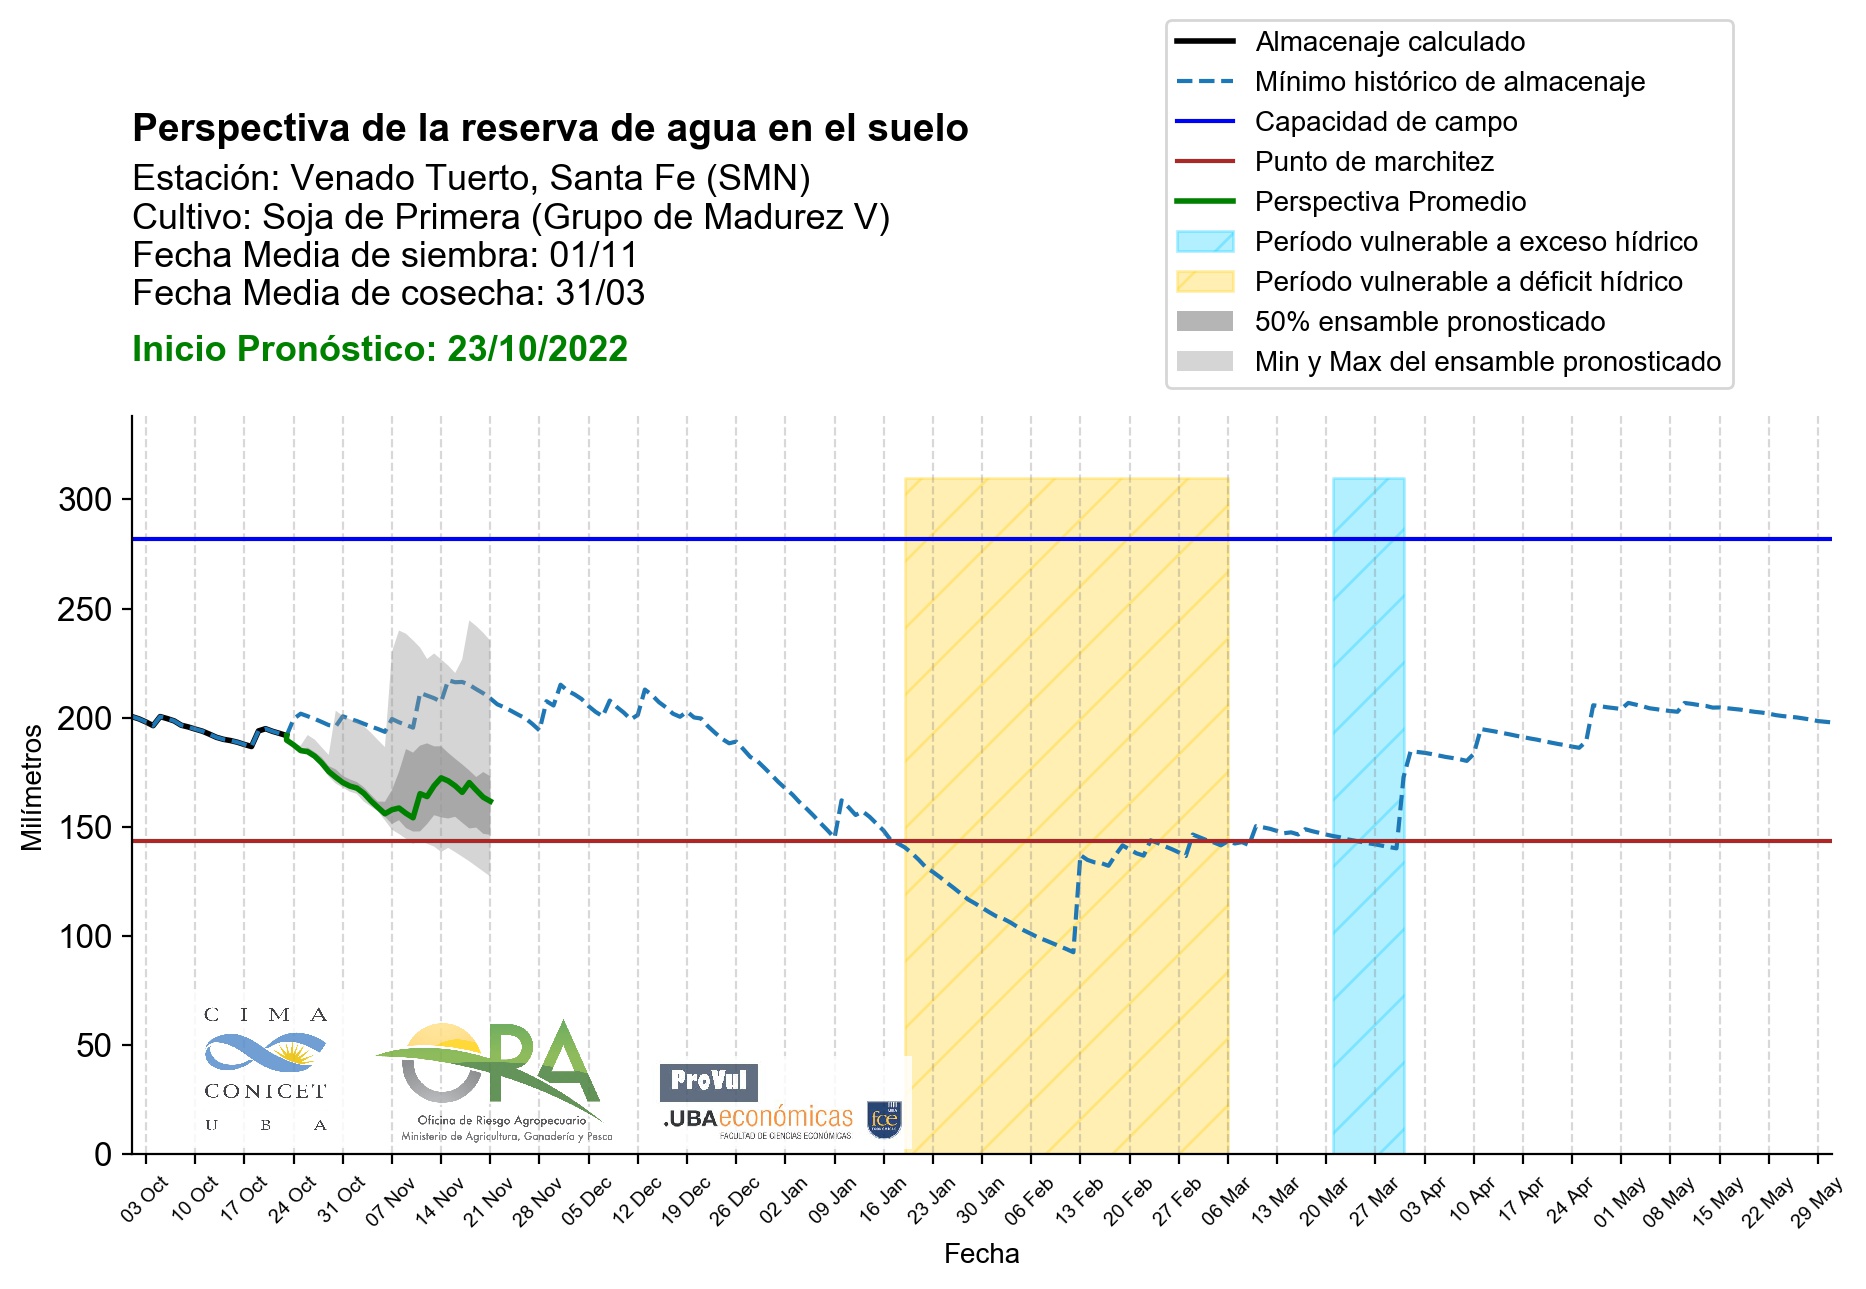 Almacenaje calculado
Mínimo histórico de almacenaje
Capacidad de campo
Punto de marchitez
Perspectiva Promedio
Período vulnerable a exceso hídrico
Período vulnerable a déficit hídrico
50% ensamble pronosticado
Min y Max del ensamble pronosticado
Perspectiva de la reserva de agua en el suelo
Estación: Venado Tuerto, Santa Fe (SMN)
Cultivo: Soja de Primera (Grupo de Madurez V)
Fecha Media de siembra: 01/11
Fecha Media de cosecha: 31/03
Inicio Pronóstico: 23/10/2022
Milímetros
300
250
200
150
100
50
0
CIMA
CONICET
UBA
ORA
Oficina de Riesgo Agropecuario
Ministerio de Agricultura, Ganadería y Pesca
ProVul
.UBAeconómicas
FACULTAD DE CIENCIAS ECONÓMICAS
UBA
fce
ECONÓMICAS
03 Oct
10 Oct
17 Oct
24 Oct
31 Oct
07 Nov
14 Nov
21 Nov
28 Nov
05 Dec
12 Dec
19 Dec
26 Dec
02 Jan
09 Jan
16 Jan
23 Jan
30 Jan
06 Feb
13 Feb
20 Feb
27 Feb
06 Mar
13 Mar
20 Mar
27 Mar
03 Apr
10 Apr
17 Apr
24 Apr
01 May
08 May
15 May
22 May
29 May
Fecha